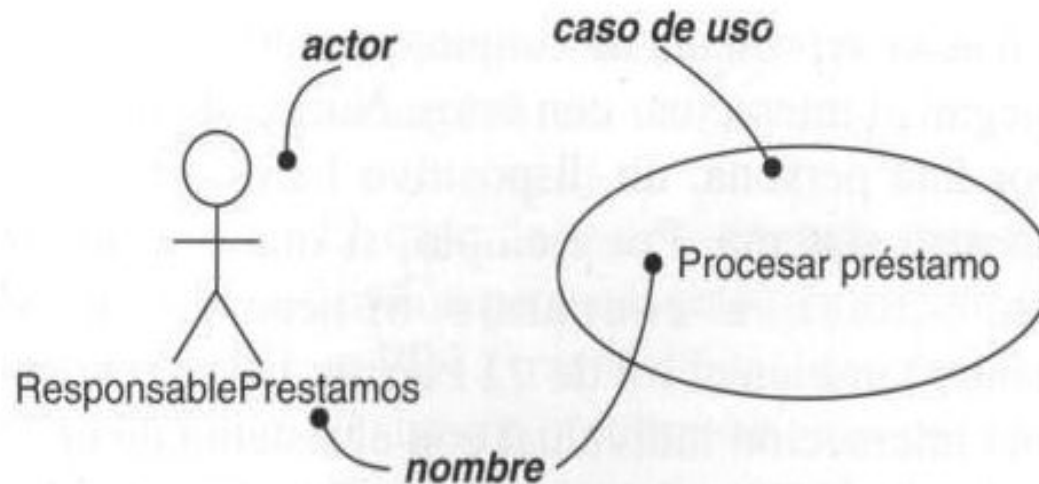 actor
caso de uso
Procesar préstamo
ResponsablePrestamos
nombre